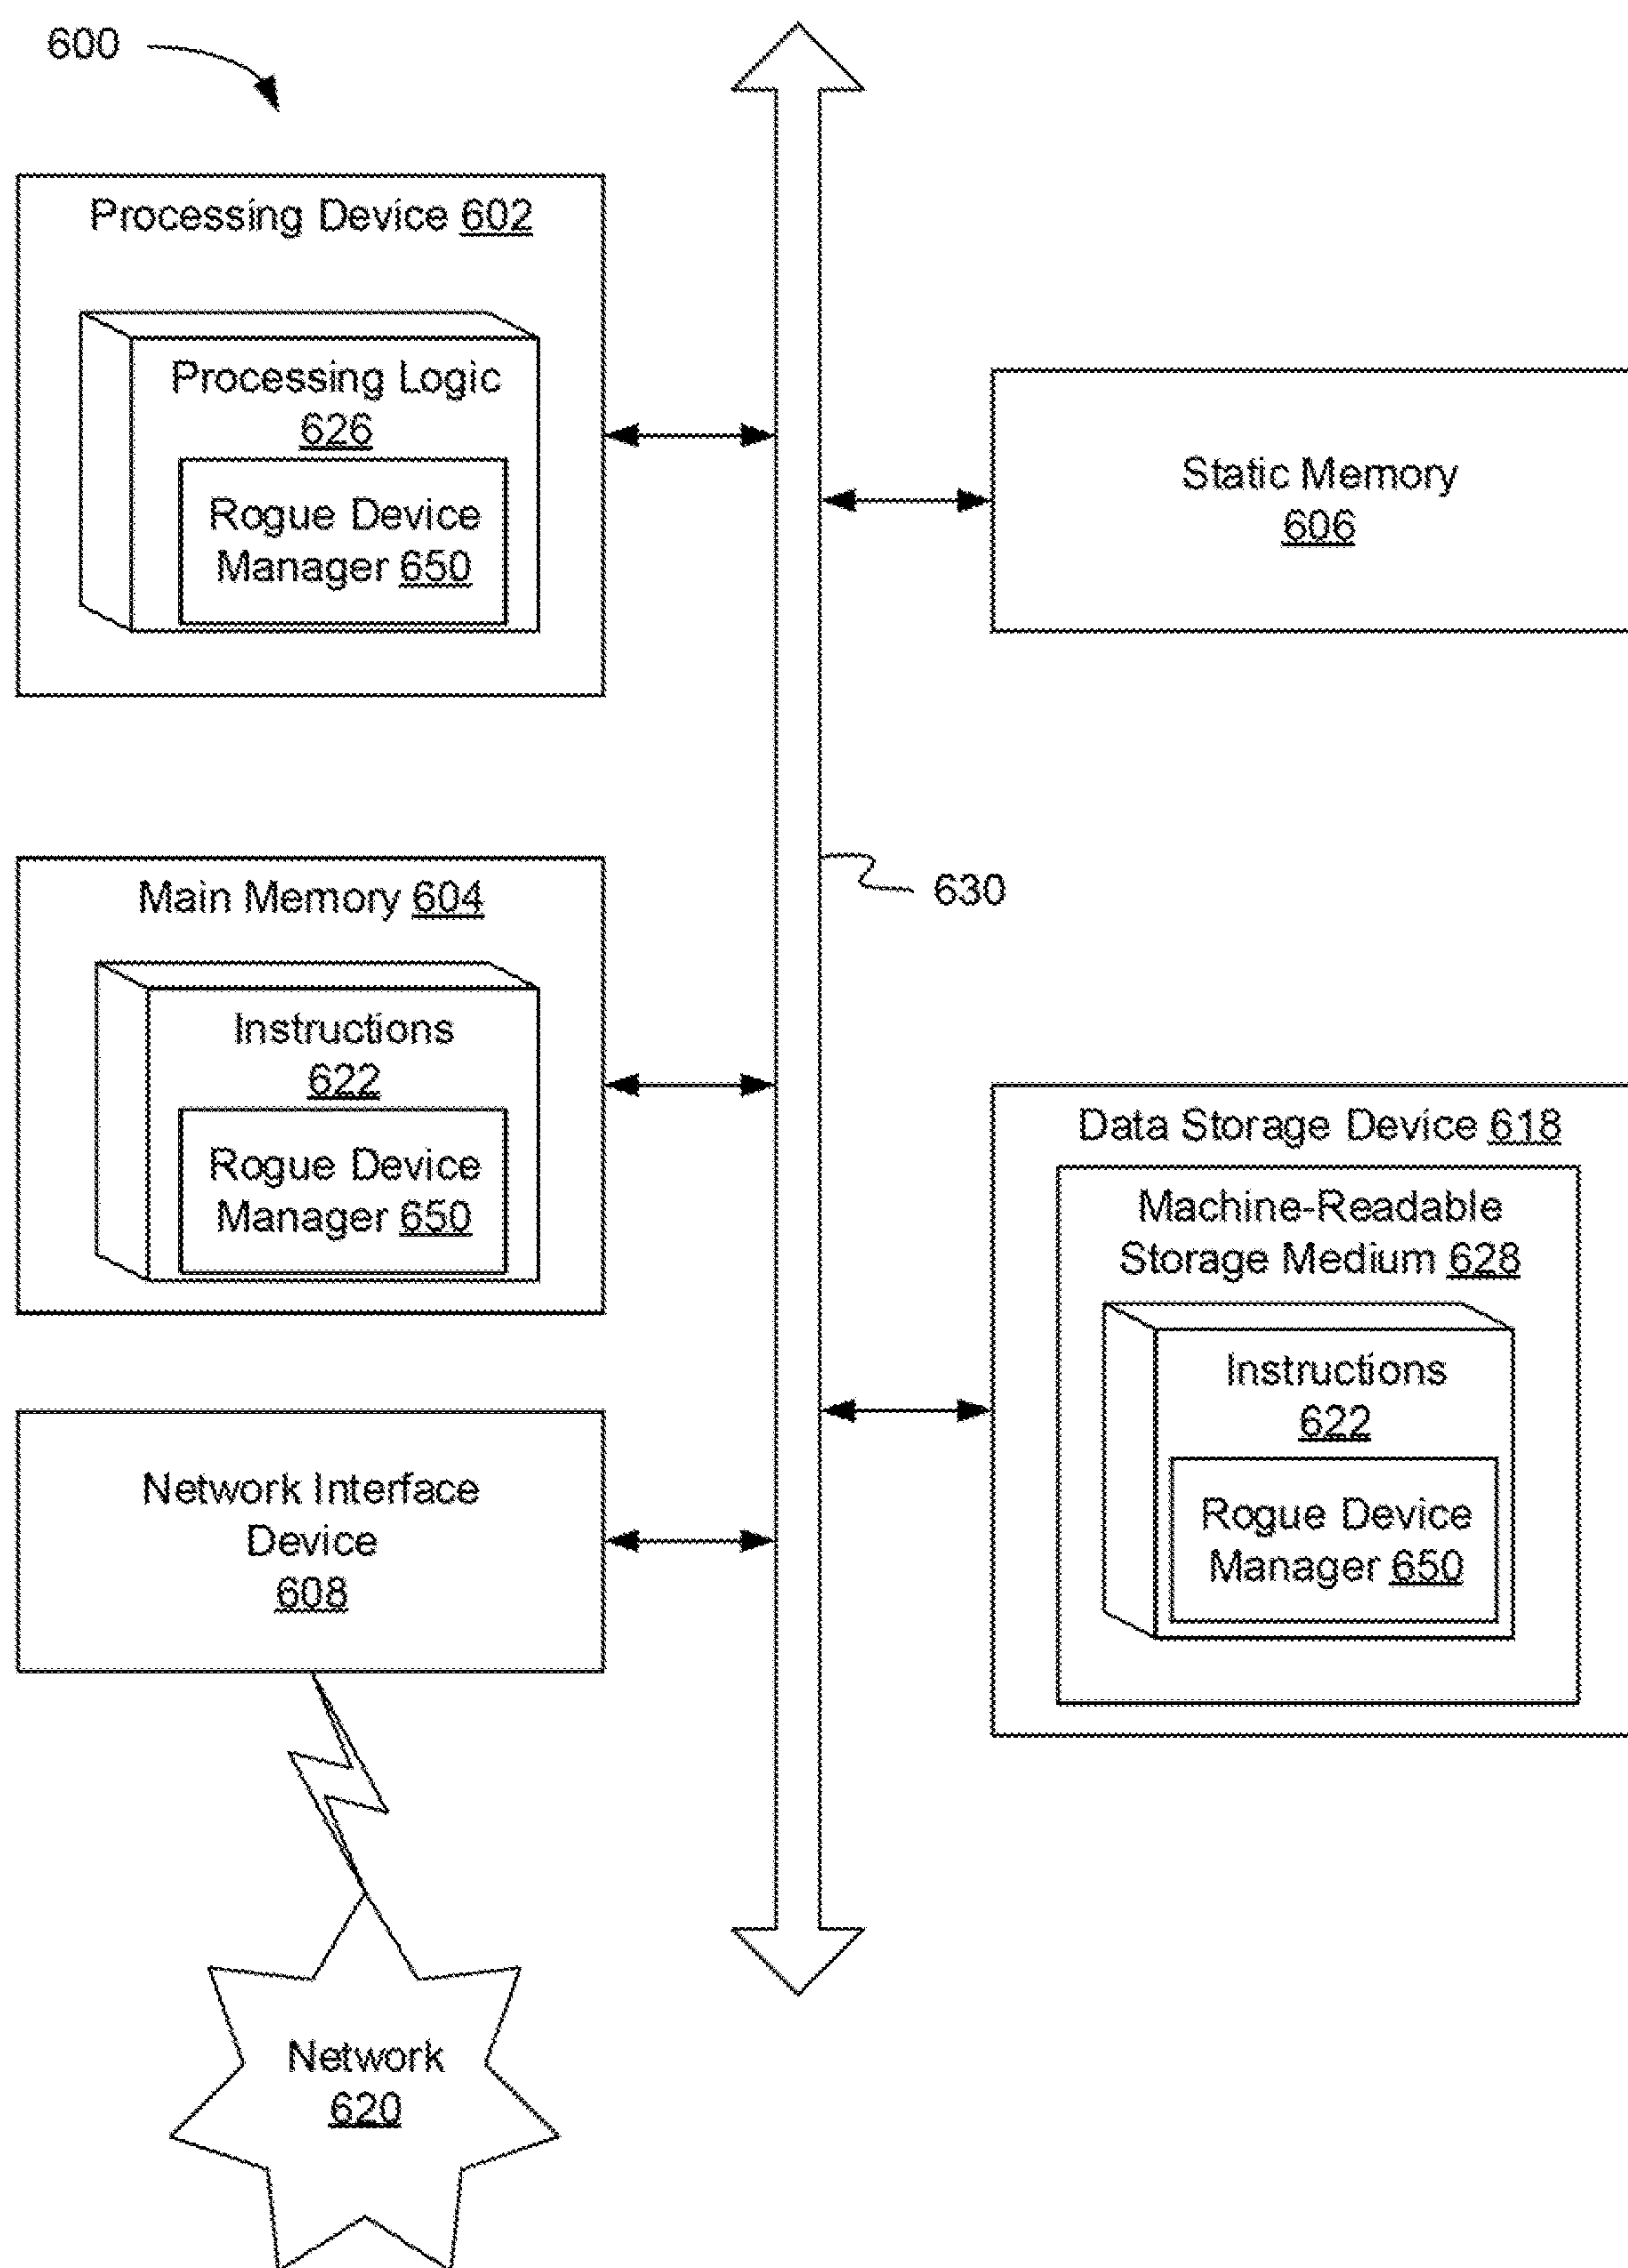 600
Processing Device 602
Processing Logic
626
Rogue Device
Manager 650
Static Memory
606
Main Memory 604
630
Instructions
622
Rogue Device
Manager 650
Data Storage Device 618
Machine-Readable
Storage Medium 628
Instructions
622
Rogue Device
Manager 650
Network Interface
Device
608
Network
620